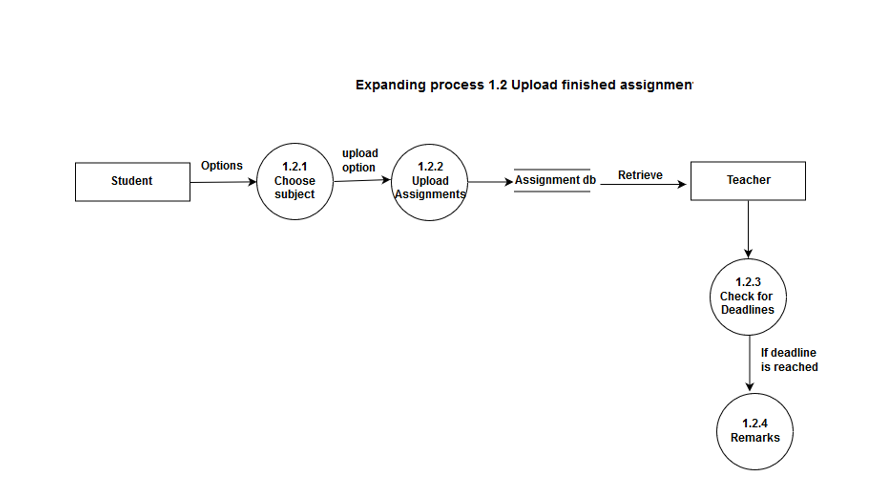 Expanding process 1.2 Upload finished assignmen
Student
Options
1.2.1
Choose
subject
upload
option
1.2.2
Upload
Assignments
Assignment db
Retrieve
Teacher
1.2.3
Check for
Deadlines
If deadline
is reached
1.2.4
Remarks